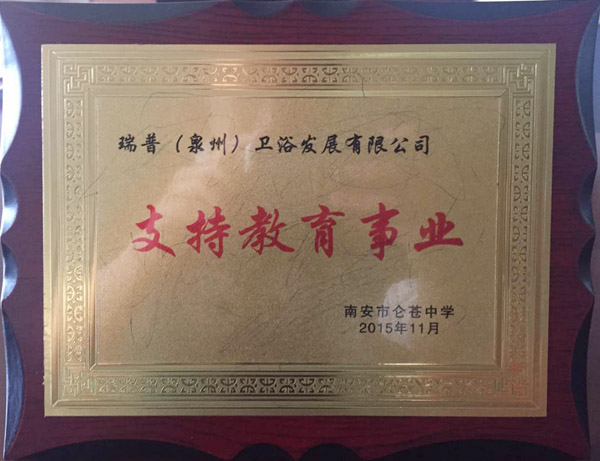 瑞普（泉州）卫浴发展有限公司
支持教育事业
南安市仑苍中学
2015年11月